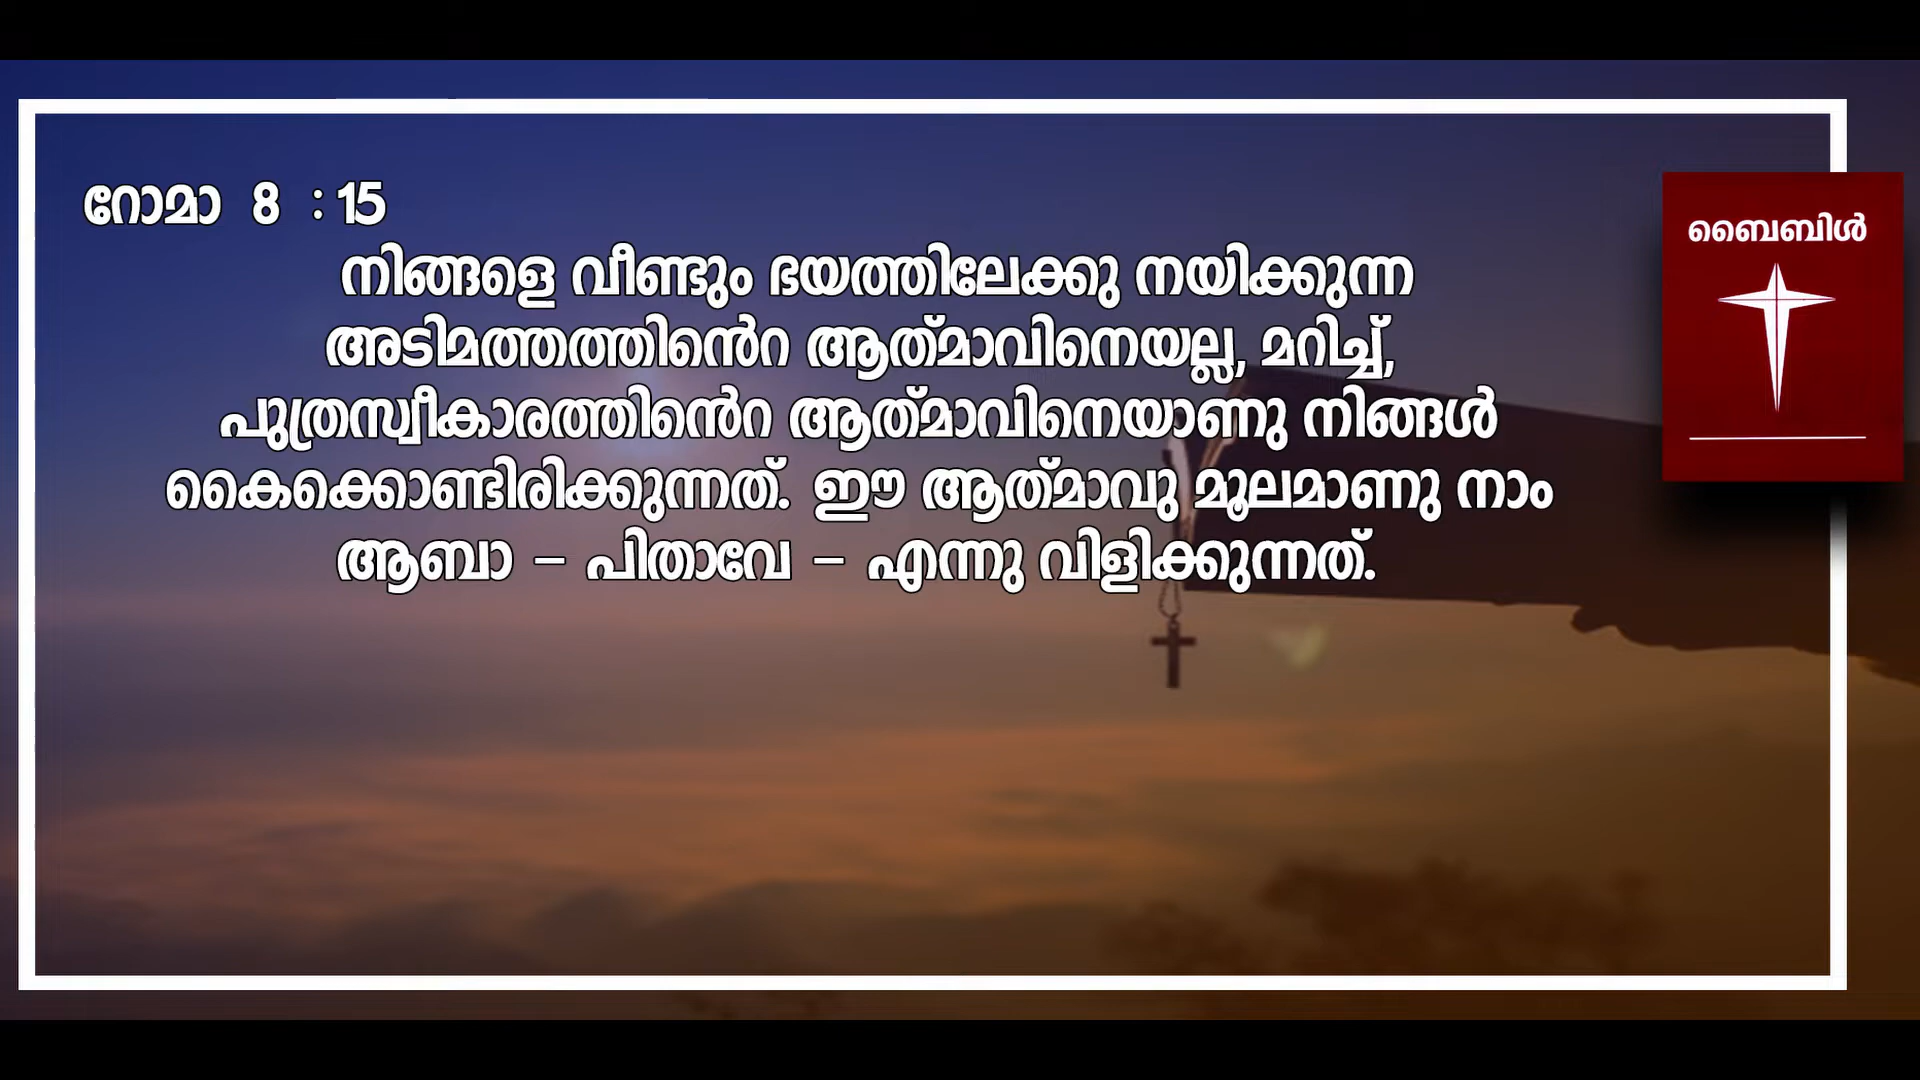 റോമാ 8 : 15
നിങ്ങളെ വീണ്ടും ഭയത്തിലേക്കു നയിക്കുന്ന
അടിമത്തത്തിൻെറ ആത്‌മാവിനെയല്ല, മറിച്ച്,
പുത്രസ്വീകാരത്തിൻെറ ആത്‌മാവിനെയാണു നിങ്ങൾ
കൈക്കൊണ്ടിരിക്കുന്നത്. ഈ ആത്‌മാവു മൂലമാണു നാം
ആബാ - പിതാവേ - എന്നു വിളിക്കുന്നത്.
ബൈബിൾ